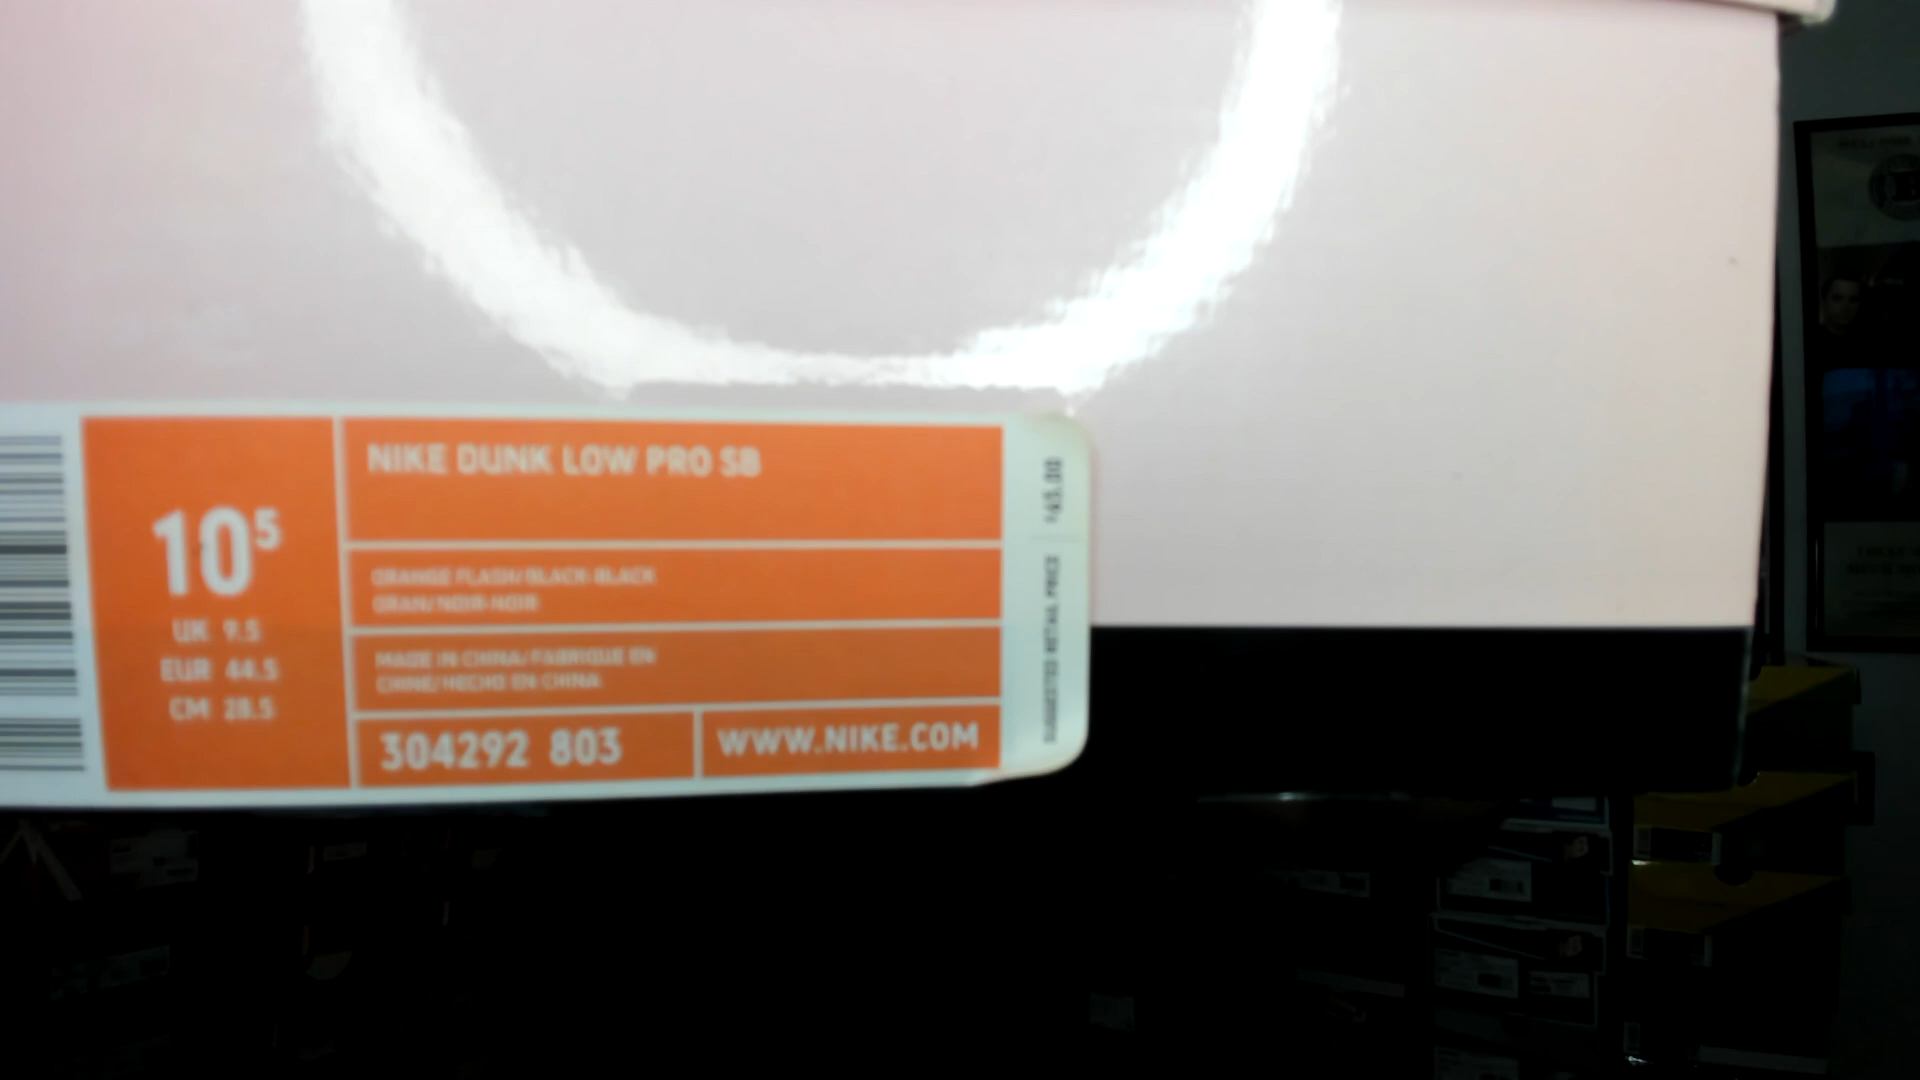 10⁵
UK 9.5
EUR 44.5
CM 28.5
NIKE DUNK LOW PRO SB
ORANGE FLASH/BLACK-BLACK
ORAN/NOIR-NOIR
MADE IN CHINA/FABRIQUE EN
CHINE/HECHO EN CHINA
304292 803
WWW.NIKE.COM
SUGGESTED RETAIL PRICE
$65.00